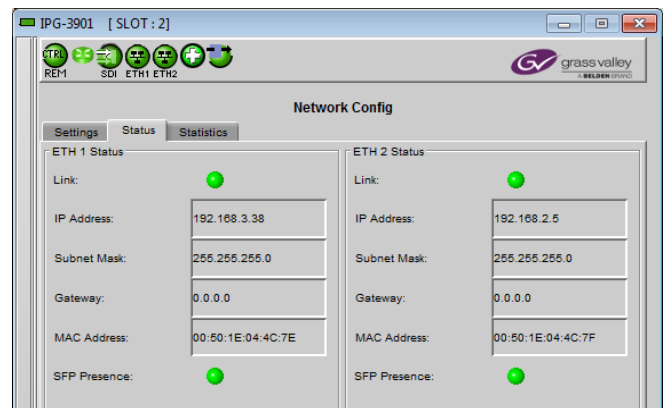 IPG-3901 [ SLOT : 2]
CTRL
REM SDI ETH1 ETH2
GV grass valley
A BELDEN BRAND
Network Config
Settings Status Statistics
ETH 1 Status
Link:
IP Address: 192.168.3.38
Subnet Mask: 255.255.255.0
Gateway: 0.0.0.0
MAC Address: 00:50:1E:04:4C:7E
SFP Presence:
ETH 2 Status
Link:
IP Address: 192.168.2.5
Subnet Mask: 255.255.255.0
Gateway: 0.0.0.0
MAC Address: 00:50:1E:04:4C:7F
SFP Presence: